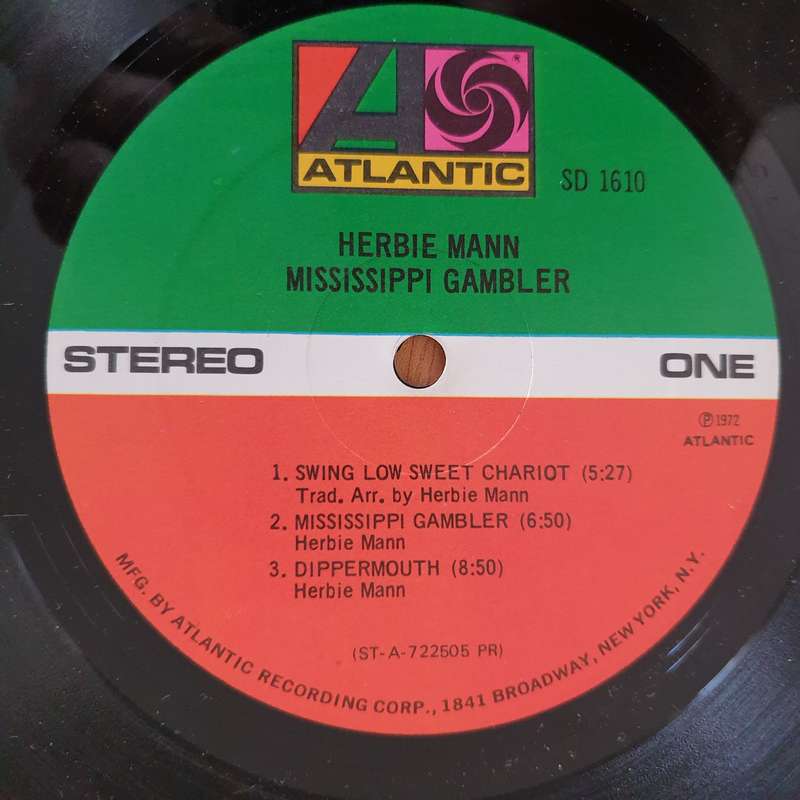 ATLANTIC
SD 1610
HERBIE MANN
MISSISSIPPI GAMBLER
STEREO
ONE
℗ 1972
ATLANTIC
1. SWING LOW SWEET CHARIOT (5:27)
Trad. Arr. by Herbie Mann
2. MISSISSIPPI GAMBLER (6:50)
Herbie Mann
3. DIPPERMOUTH (8:50)
Herbie Mann
(ST-A-722505 PR)
MFG. BY ATLANTIC RECORDING CORP., 1841 BROADWAY, NEW YORK, N.Y.